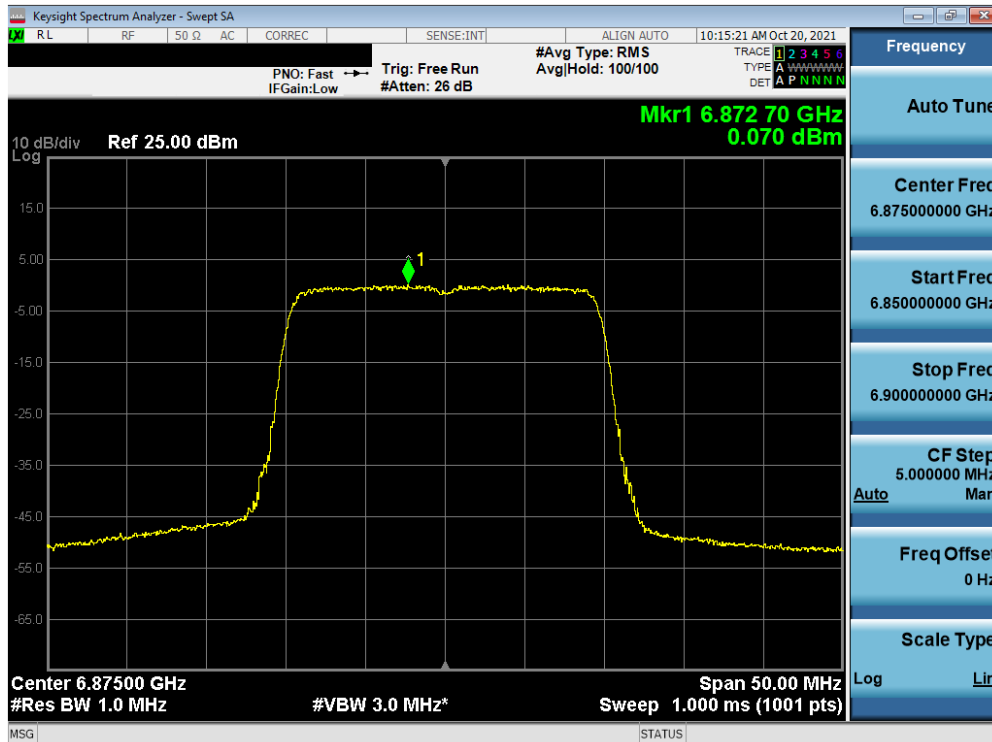 Keysight Spectrum Analyzer - Swept SA
LXI RL RF 50 Ω AC CORREC SENSE:INT ALIGN AUTO 10:15:21 AM Oct 20, 2021
PNO: Fast Trig: Free Run #Avg Type: RMS TRACE 1 2 3 4 5 6
IFGain:Low #Atten: 26 dB Avg|Hold: 100/100 TYPE A WWWWW
DET A P N N N N
Mkr1 6.872 70 GHz
0.070 dBm
10 dB/div Ref 25.00 dBm
Log
15.0
5.00
1
-5.00
-15.0
-25.0
-35.0
-45.0
-55.0
-65.0
Center 6.87500 GHz Span 50.00 MHz
#Res BW 1.0 MHz #VBW 3.0 MHz* Sweep 1.000 ms (1001 pts)
MSG STATUS
Frequency
Auto Tune
Center Freq
6.875000000 GHz
Start Freq
6.850000000 GHz
Stop Freq
6.900000000 GHz
CF Step
5.000000 MHz
Auto Man
Freq Offset
0 Hz
Scale Type
Log Lin